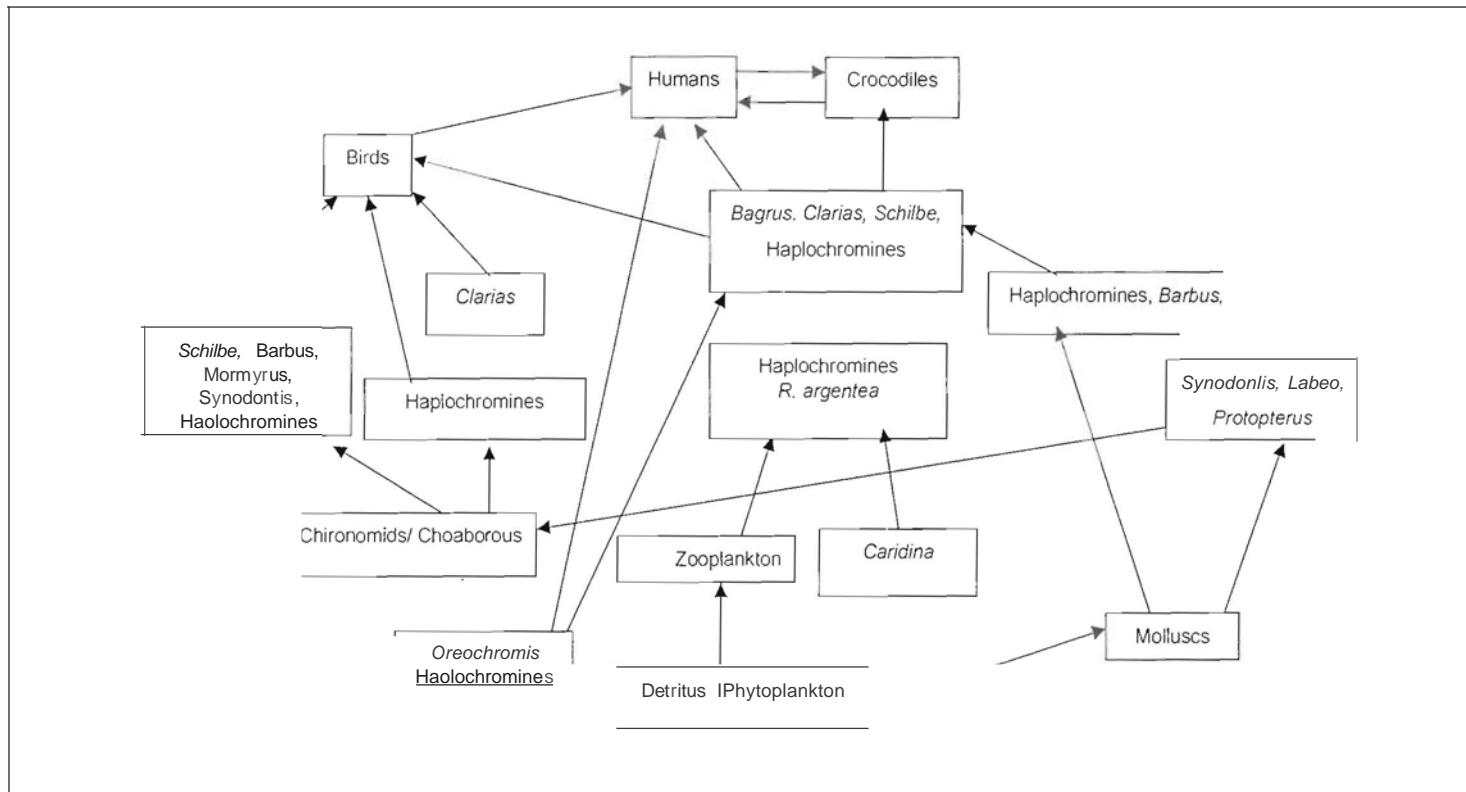 Humans
Crocodiles
Birds
Bagrus. Clarias, Schilbe,
Haplochromines
Clarias
Haplochromines, Barbus,
Schilbe, Barbus,
Mormyrus,
Synodontis,
Haolochromines
Haplochromines
Haplochromines
R. argentea
Synodonlis, Labeo,
Protopterus
Chironomids/ Choaborous
Zooplankton
Caridina
Molluscs
Oreochromis
Haolochromines
Detritus IPhytoplankton